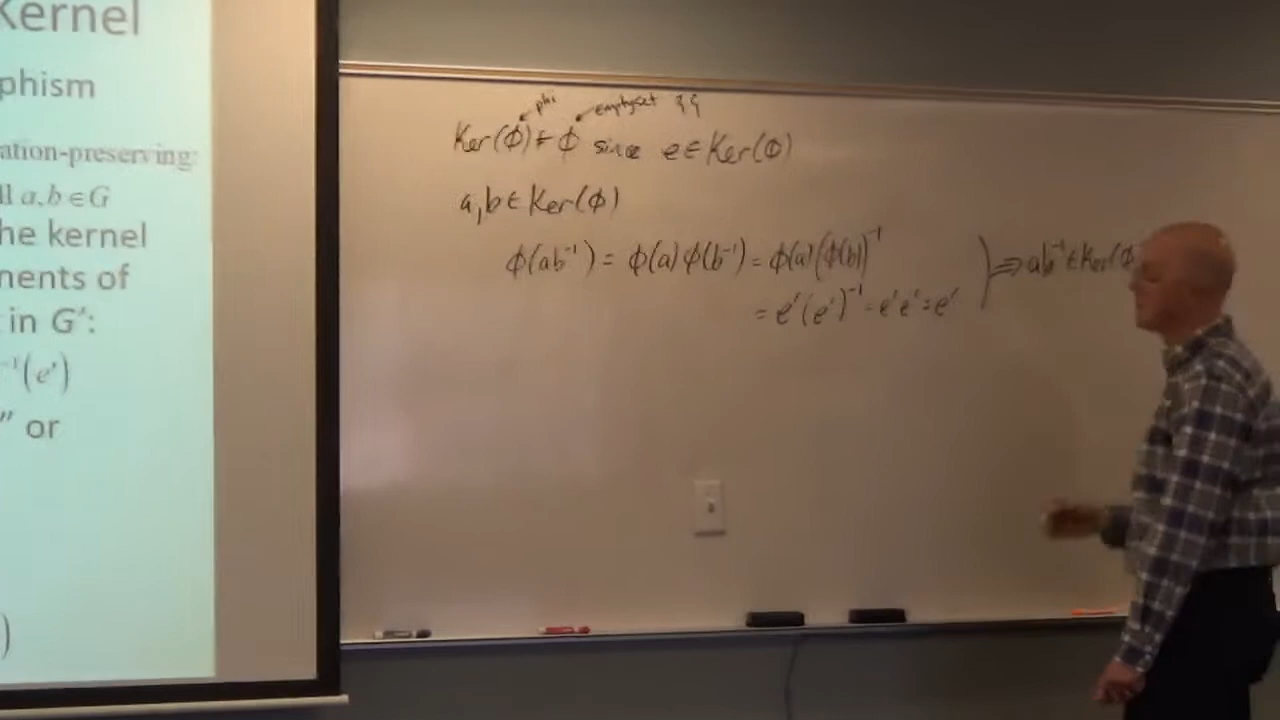 Kernel
phism
ation-preserving:
ll a, b ∈ G
he kernel
nents of
in G':
⁻¹(e')
" or
)
phi emptyset { }
Ker(ϕ) ≠ ϕ since e ∈ Ker(ϕ)
a, b ∈ Ker(ϕ)
ϕ(ab⁻¹) = ϕ(a) ϕ(b⁻¹) = ϕ(a)(ϕ(b))⁻¹
= e'(e')⁻¹ = e'e' = e'
) ⇒ ab⁻¹ ∈ Ker(ϕ